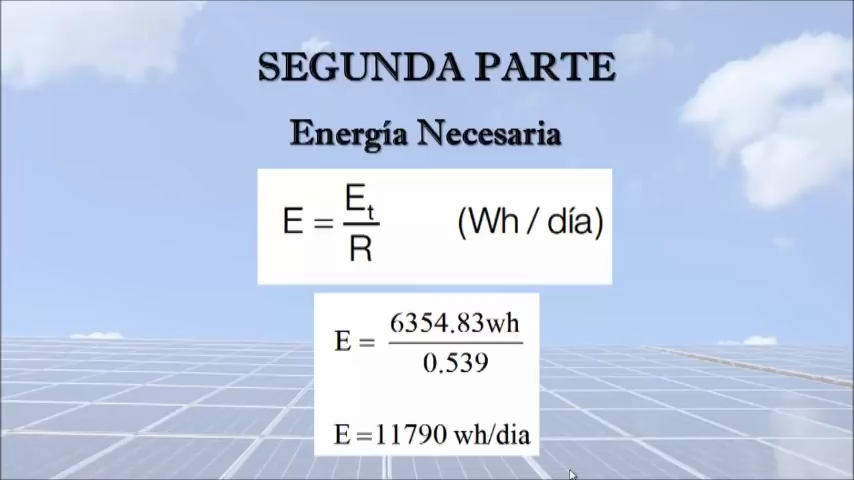 SEGUNDA PARTE
Energía Necesaria
E = Et / R (Wh / día)
E = 6354.83wh / 0.539
E =11790 wh/dia